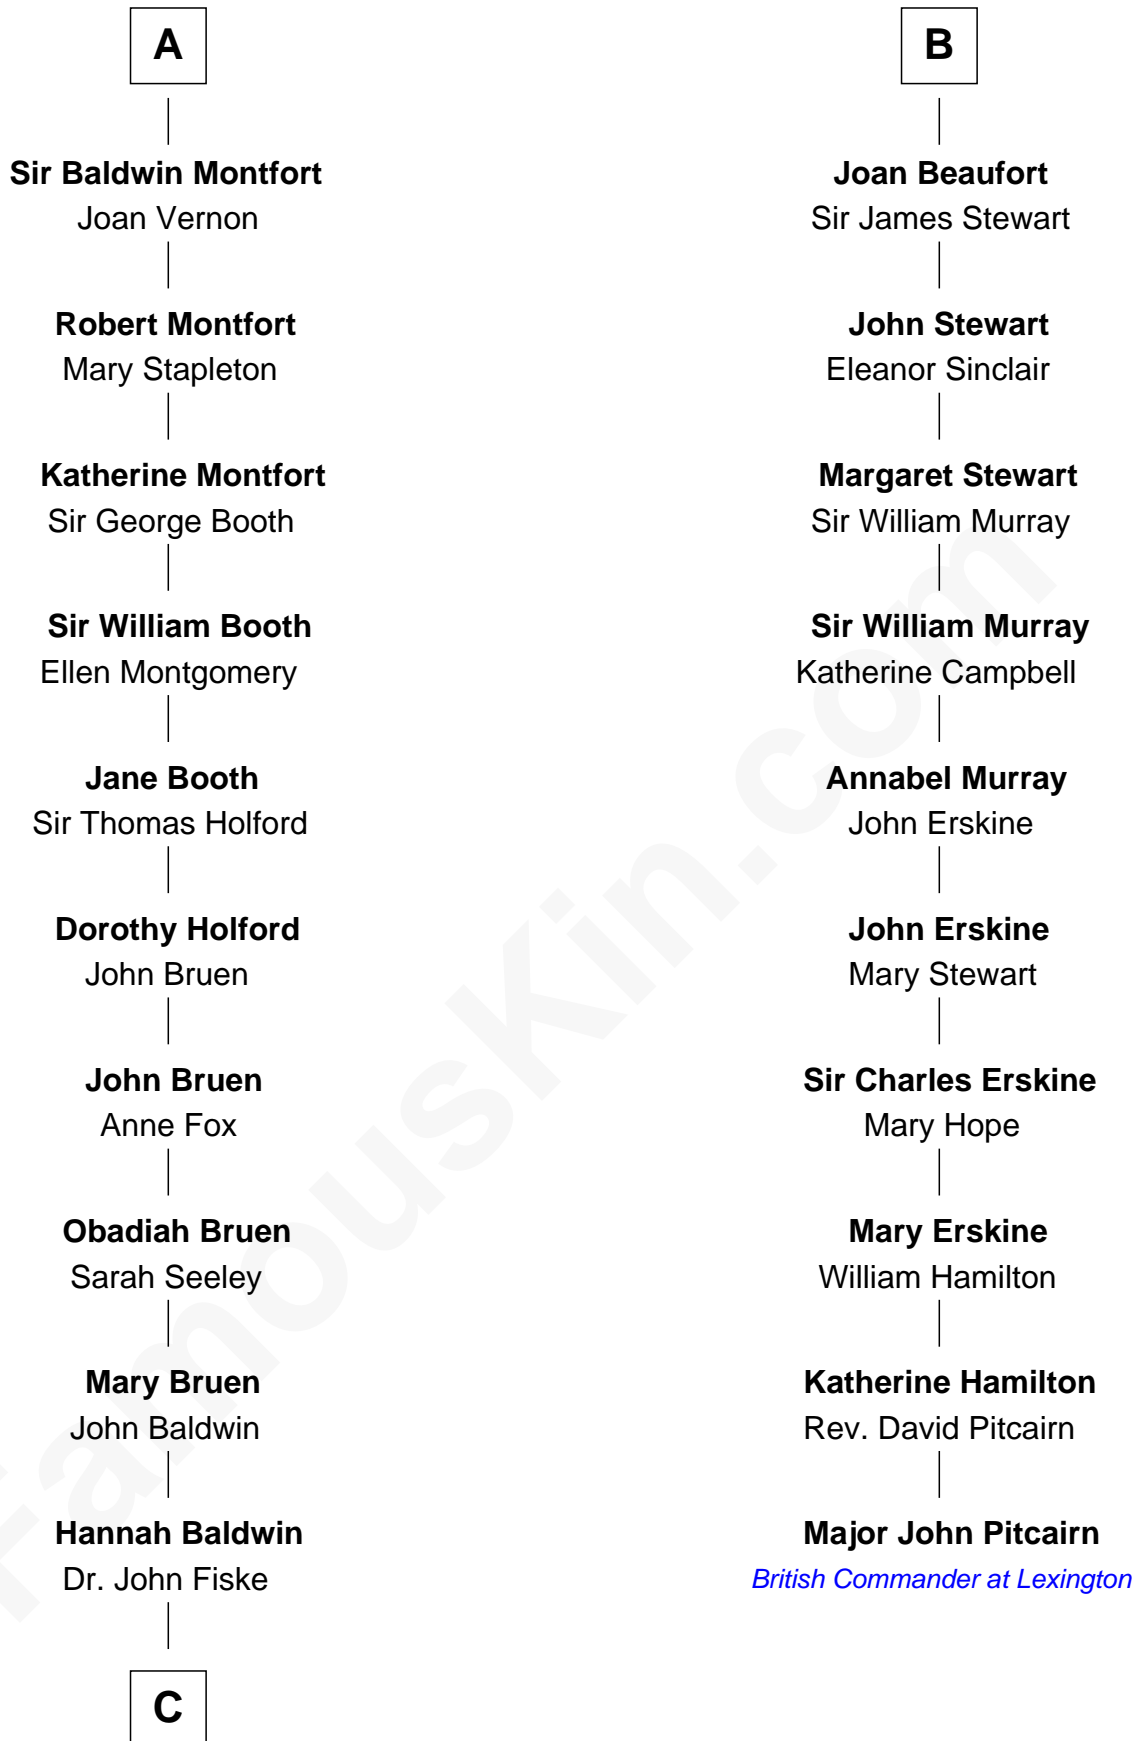 A
Sir Baldwin Montfort
Joan Vernon
Robert Montfort
Mary Stapleton
Katherine Montfort
Sir George Booth
Sir William Booth
Ellen Montgomery
Jane Booth
Sir Thomas Holford
Dorothy Holford
John Bruen
John Bruen
Anne Fox
Obadiah Bruen
Sarah Seeley
Mary Bruen
John Baldwin
Hannah Baldwin
Dr. John Fiske
C
B
Joan Beaufort
Sir James Stewart
John Stewart
Eleanor Sinclair
Margaret Stewart
Sir William Murray
Sir William Murray
Katherine Campbell
Annabel Murray
John Erskine
John Erskine
Mary Stewart
Sir Charles Erskine
Mary Hope
Mary Erskine
William Hamilton
Katherine Hamilton
Rev. David Pitcairn
Major John Pitcairn
British Commander at Lexington
FamousKin.com